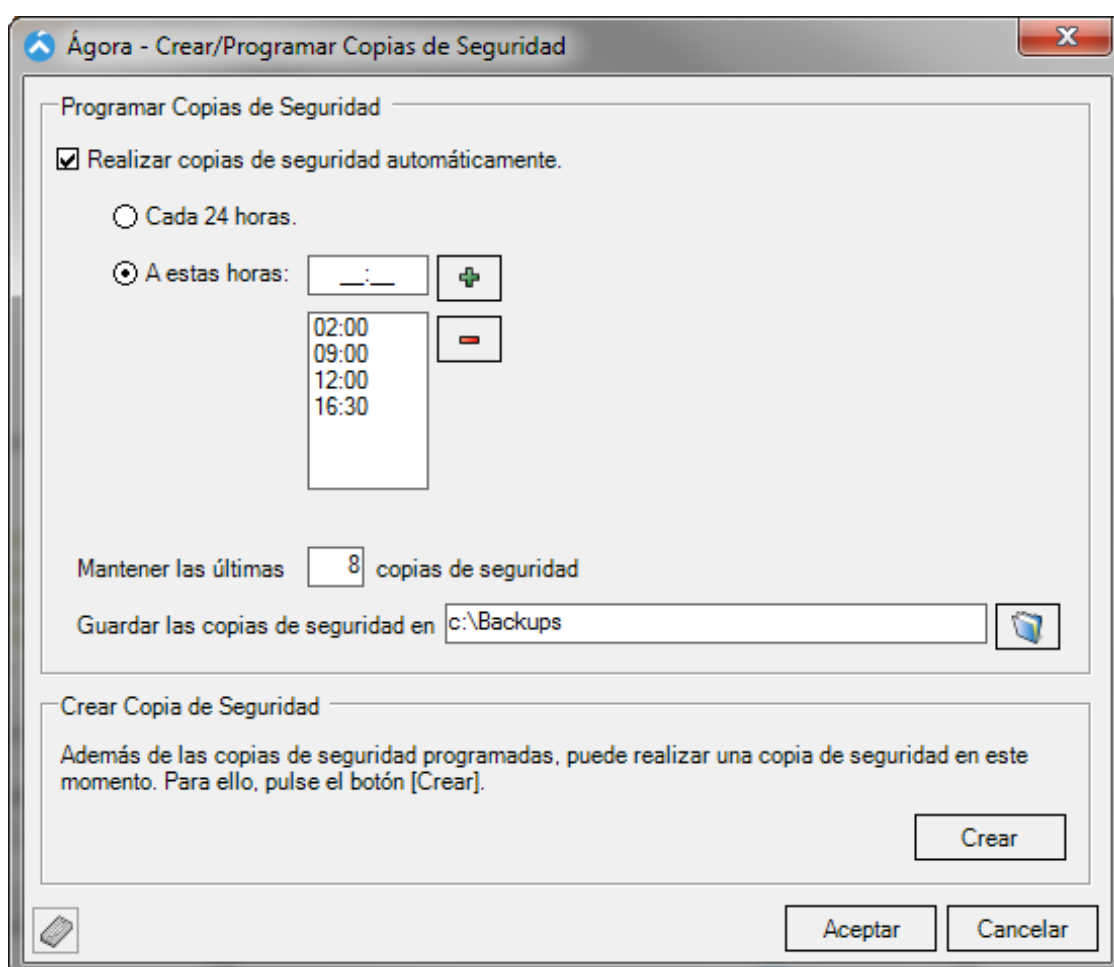 Ágora - Crear/Programar Copias de Seguridad
Programar Copias de Seguridad
Realizar copias de seguridad automáticamente.
Cada 24 horas.
A estas horas: __:__
02:00
09:00
12:00
16:30
Mantener las últimas 8 copias de seguridad
Guardar las copias de seguridad en c:\Backups
Crear Copia de Seguridad
Además de las copias de seguridad programadas, puede realizar una copia de seguridad en este
momento. Para ello, pulse el botón [Crear].
Crear
Aceptar Cancelar